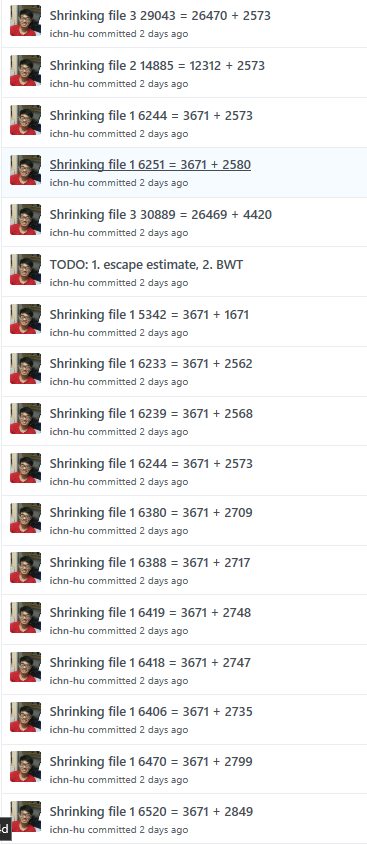 Shrinking file 3 29043 = 26470 + 2573
ichn-hu committed 2 days ago
Shrinking file 2 14885 = 12312 + 2573
ichn-hu committed 2 days ago
Shrinking file 1 6244 = 3671 + 2573
ichn-hu committed 2 days ago
Shrinking file 1 6251 = 3671 + 2580
ichn-hu committed 2 days ago
Shrinking file 3 30889 = 26469 + 4420
ichn-hu committed 2 days ago
TODO: 1. escape estimate, 2. BWT
ichn-hu committed 2 days ago
Shrinking file 1 5342 = 3671 + 1671
ichn-hu committed 2 days ago
Shrinking file 1 6233 = 3671 + 2562
ichn-hu committed 2 days ago
Shrinking file 1 6239 = 3671 + 2568
ichn-hu committed 2 days ago
Shrinking file 1 6244 = 3671 + 2573
ichn-hu committed 2 days ago
Shrinking file 1 6380 = 3671 + 2709
ichn-hu committed 2 days ago
Shrinking file 1 6388 = 3671 + 2717
ichn-hu committed 2 days ago
Shrinking file 1 6419 = 3671 + 2748
ichn-hu committed 2 days ago
Shrinking file 1 6418 = 3671 + 2747
ichn-hu committed 2 days ago
Shrinking file 1 6406 = 3671 + 2735
ichn-hu committed 2 days ago
Shrinking file 1 6470 = 3671 + 2799
ichn-hu committed 2 days ago
Shrinking file 1 6520 = 3671 + 2849
ichn-hu committed 2 days ago